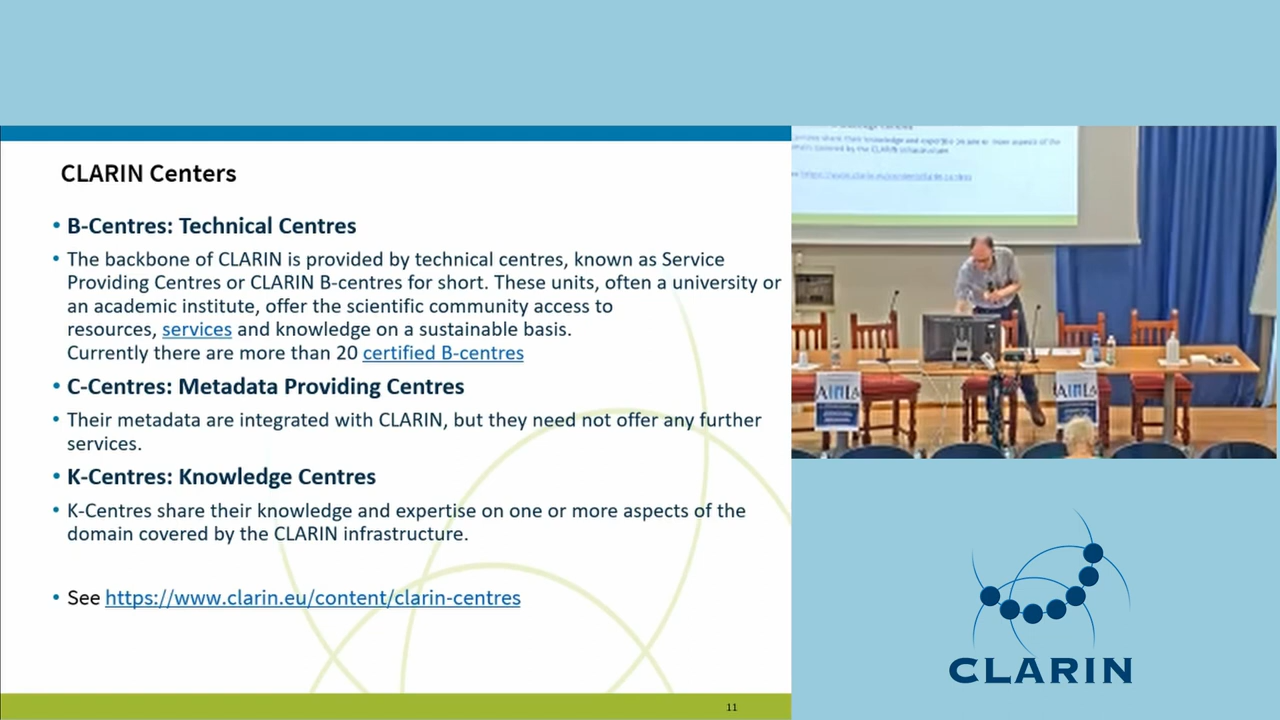 CLARIN Centers
• B-Centres: Technical Centres
• The backbone of CLARIN is provided by technical centres, known as Service
Providing Centres or CLARIN B-centres for short. These units, often a university or
an academic institute, offer the scientific community access to
resources, services and knowledge on a sustainable basis.
Currently there are more than 20 certified B-centres
• C-Centres: Metadata Providing Centres
• Their metadata are integrated with CLARIN, but they need not offer any further
services.
• K-Centres: Knowledge Centres
• K-Centres share their knowledge and expertise on one or more aspects of the
domain covered by the CLARIN infrastructure.
• See https://www.clarin.eu/content/clarin-centres
11
CLARIN